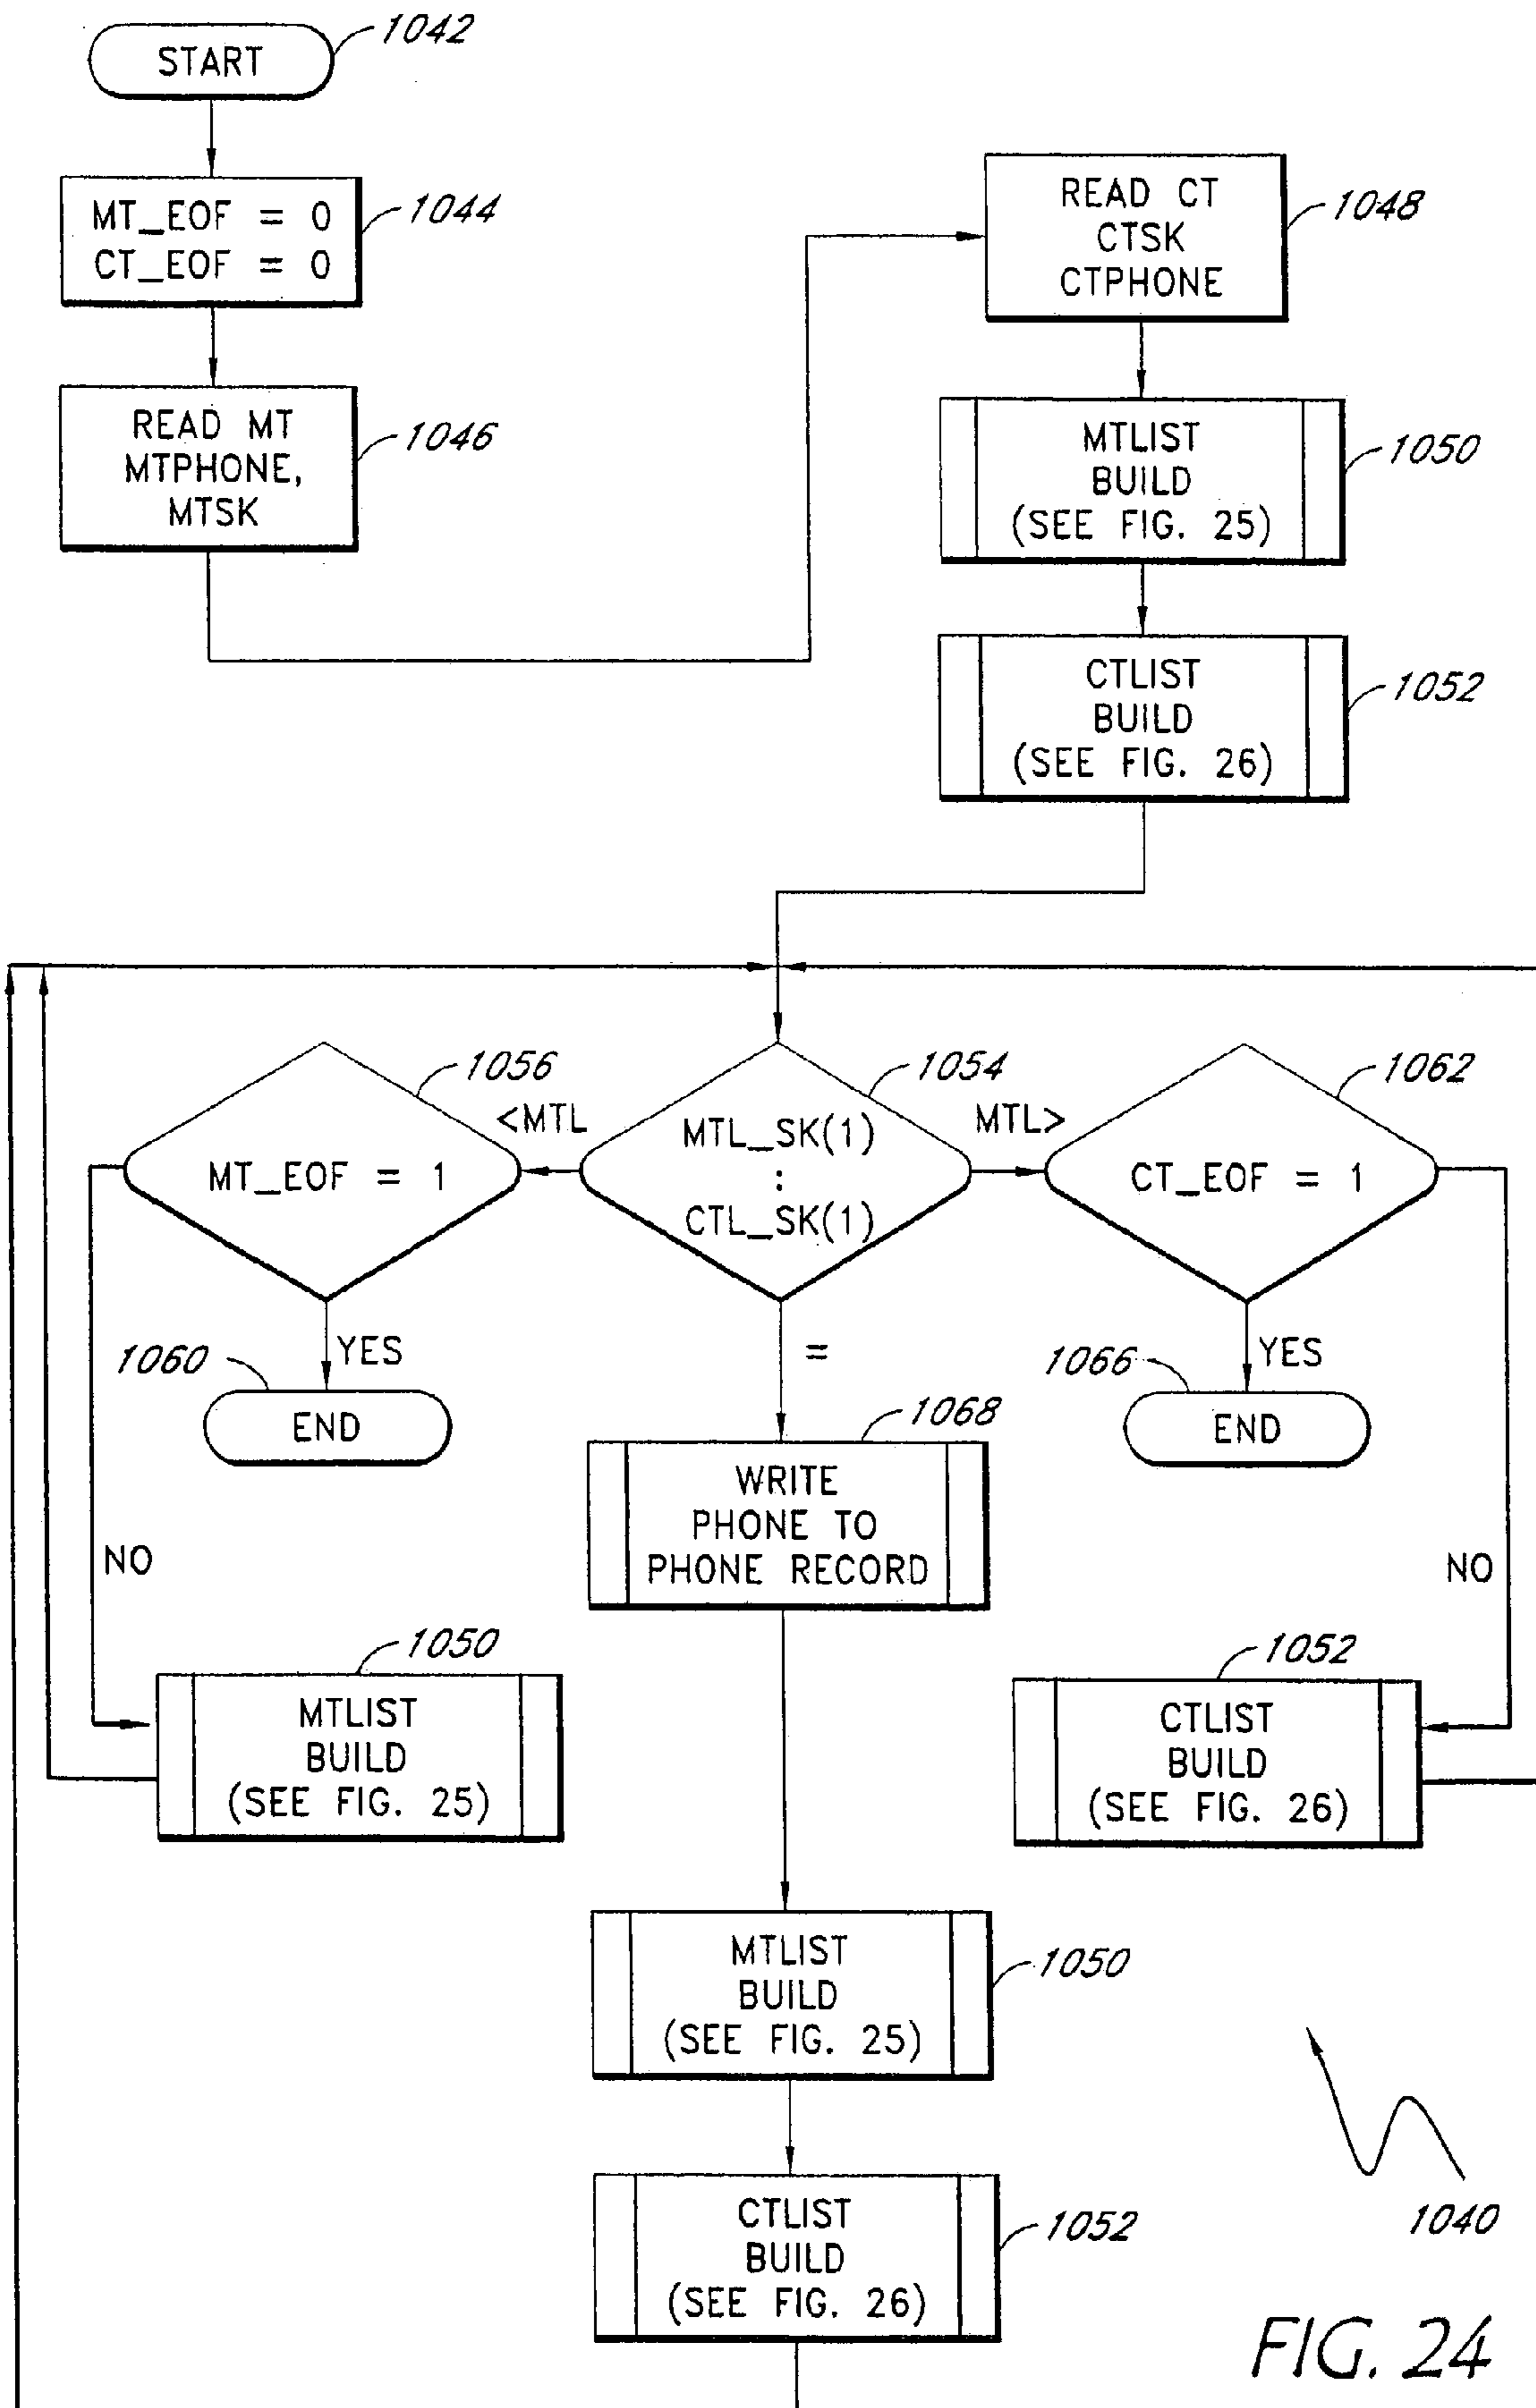 START
1042
MT_EOF = 0
CT_EOF = 0
1044
READ MT
MTPHONE,
MTSK
1046
READ CT
CTSK
CTPHONE
1048
MTLIST
BUILD
(SEE FIG. 25)
1050
CTLIST
BUILD
(SEE FIG. 26)
1052
MT_EOF = 1
1056
<MTL
MTL_SK(1)
:
CTL_SK(1)
1054
MTL>
CT_EOF = 1
1062
YES
1060
END
=
YES
1066
END
NO
WRITE
PHONE TO
PHONE RECORD
1068
NO
MTLIST
BUILD
(SEE FIG. 25)
1050
CTLIST
BUILD
(SEE FIG. 26)
1052
MTLIST
BUILD
(SEE FIG. 25)
1050
CTLIST
BUILD
(SEE FIG. 26)
1052
1040
FIG. 24